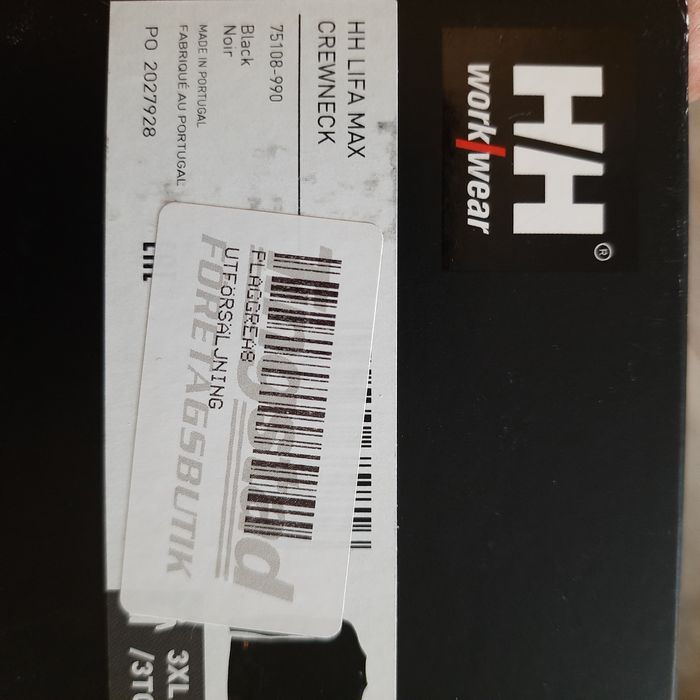 H/H®
work/wear
HH LIFA MAX
CREWNECK
75108-990
Black
Noir
MADE IN PORTUGAL
FABRIQUÉ AU PORTUGAL
PO 2027928
PLAGGREA8
UTFÖRSÄLJNING
FÖRETAGSBUTIK
3XL